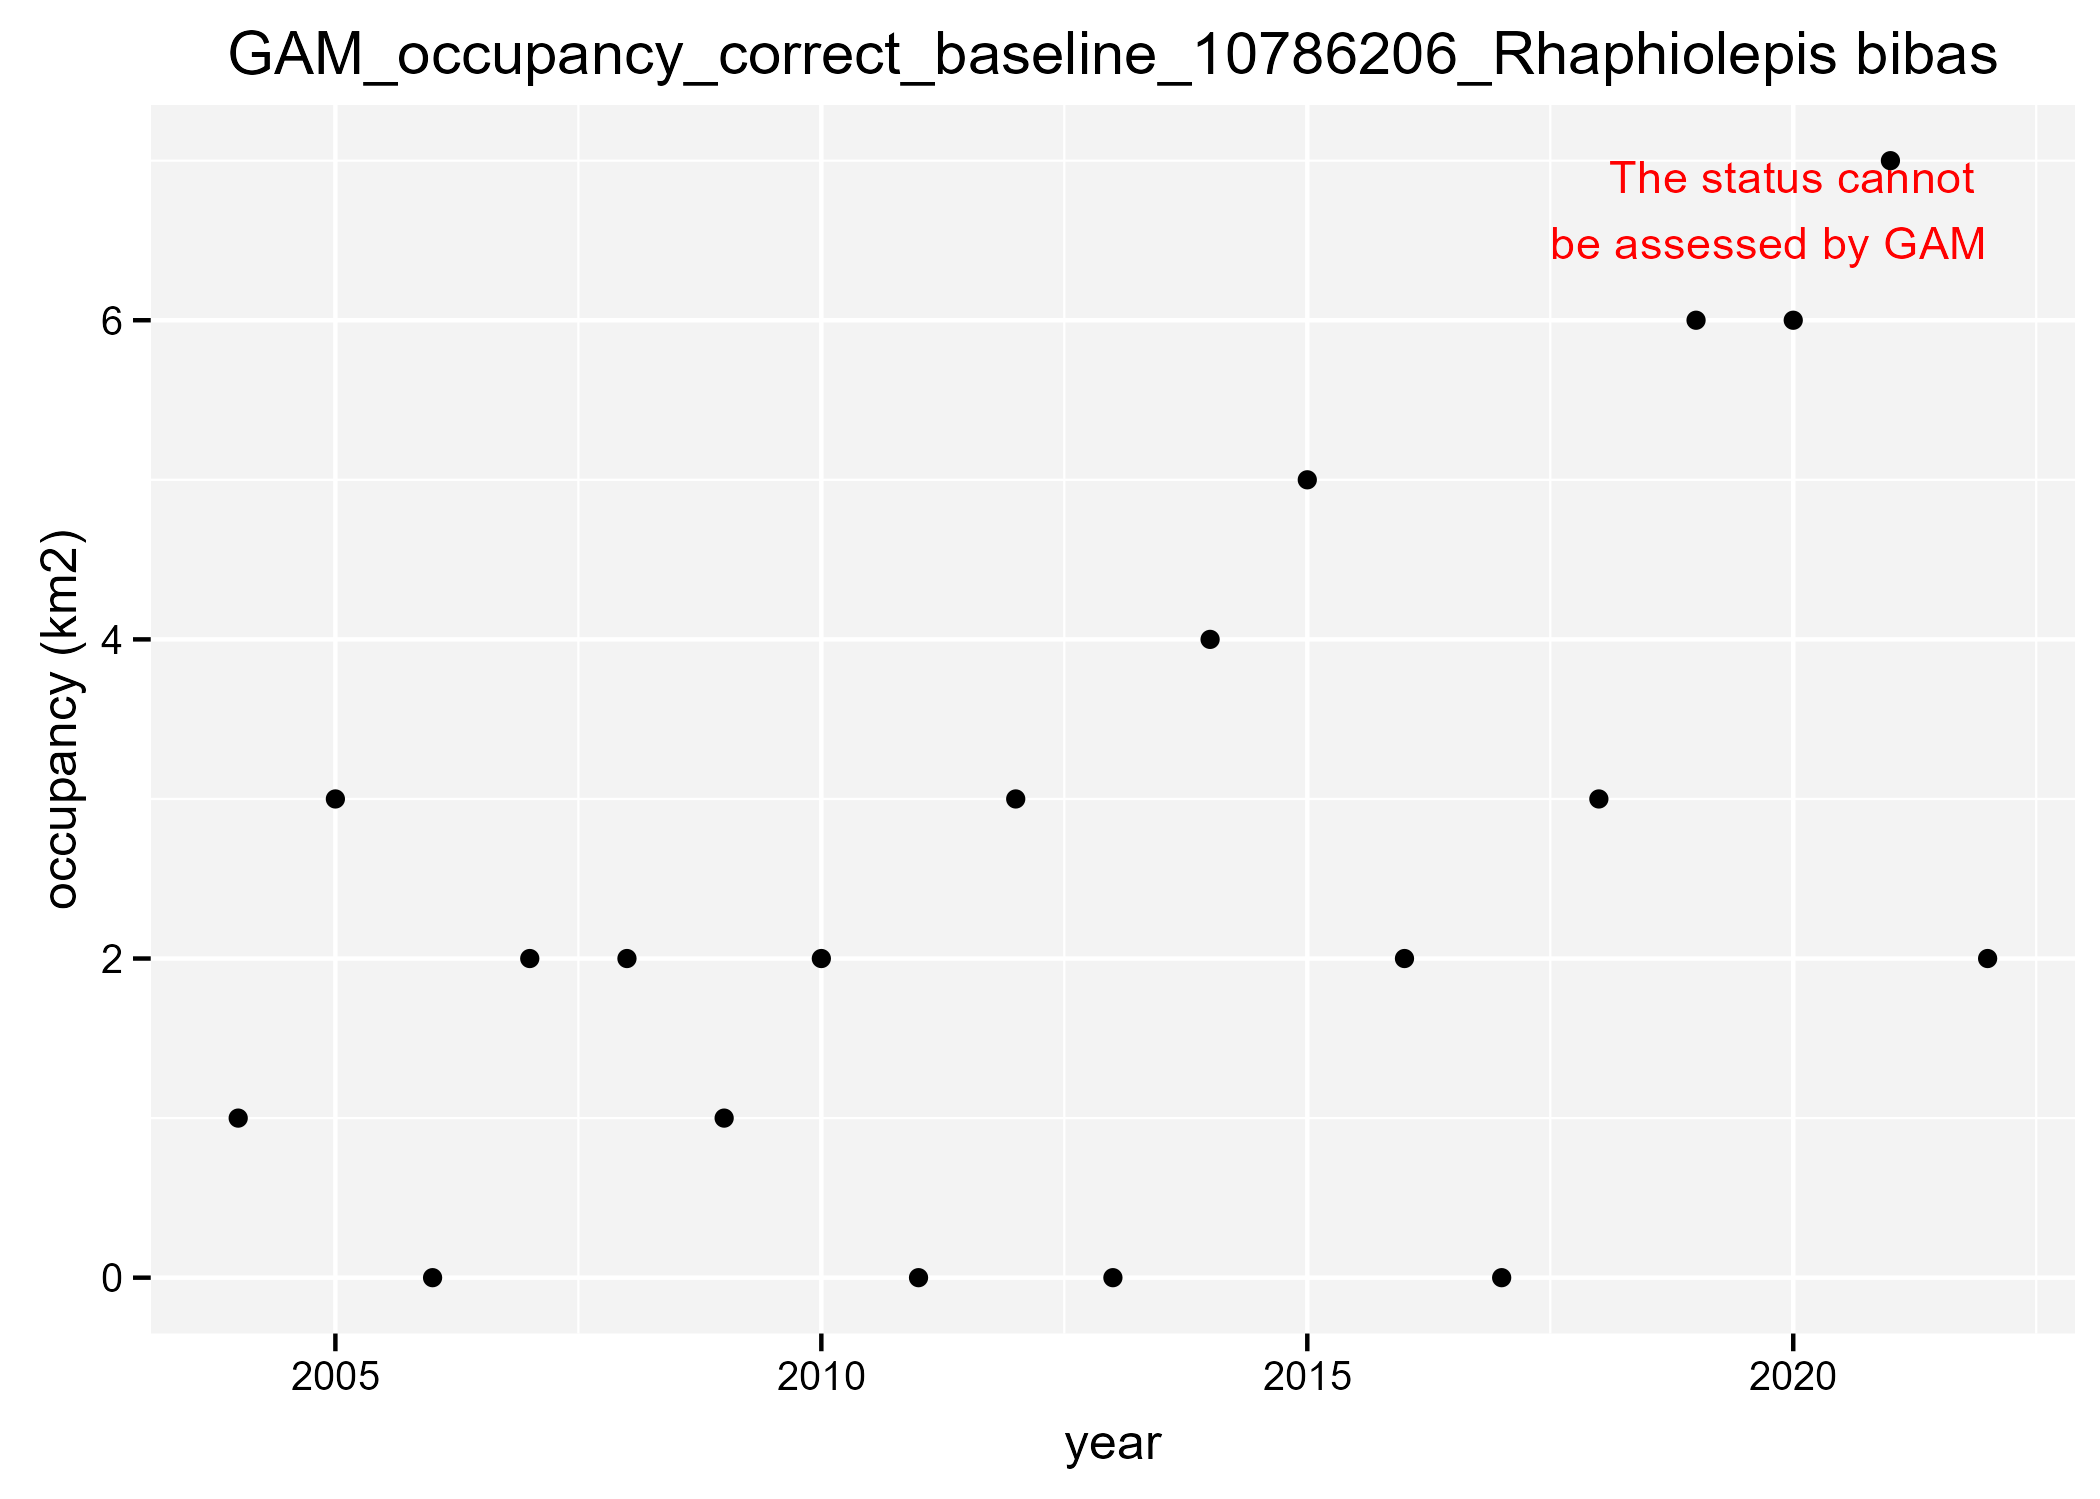 GAM_occupancy_correct_baseline_10786206_Rhaphiolepis bibas
The status cannot
be assessed by GAM
6
4
2
0
occupancy (km2)
2005
2010
2015
2020
year